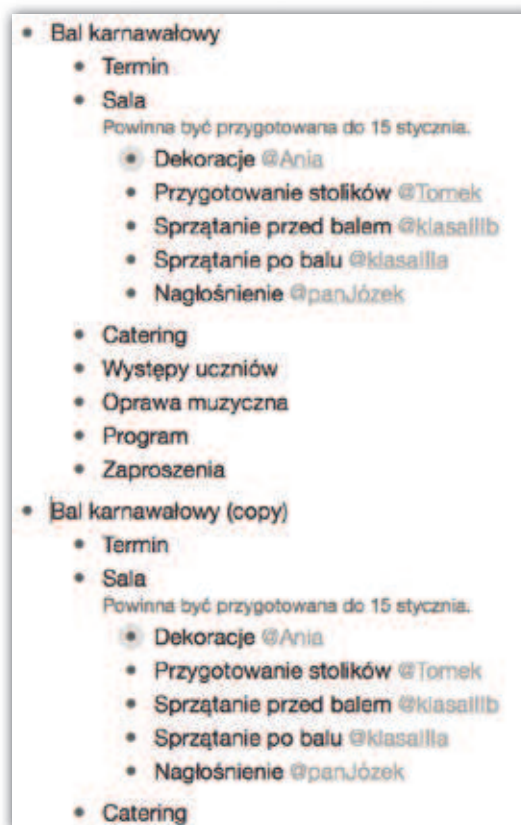 Bal karnawałowy
Termin
Sala
Powinna być przygotowana do 15 stycznia.
Dekoracje @Ania
Przygotowanie stolików @Tomek
Sprzątanie przed balem @klasaIIIb
Sprzątanie po balu @klasaIIIa
Nagłośnienie @panJózek
Catering
Występy uczniów
Oprawa muzyczna
Program
Zaproszenia
Bal karnawałowy (copy)
Termin
Sala
Powinna być przygotowana do 15 stycznia.
Dekoracje @Ania
Przygotowanie stolików @Tomek
Sprzątanie przed balem @klasaIIIb
Sprzątanie po balu @klasaIIIa
Nagłośnienie @panJózek
Catering